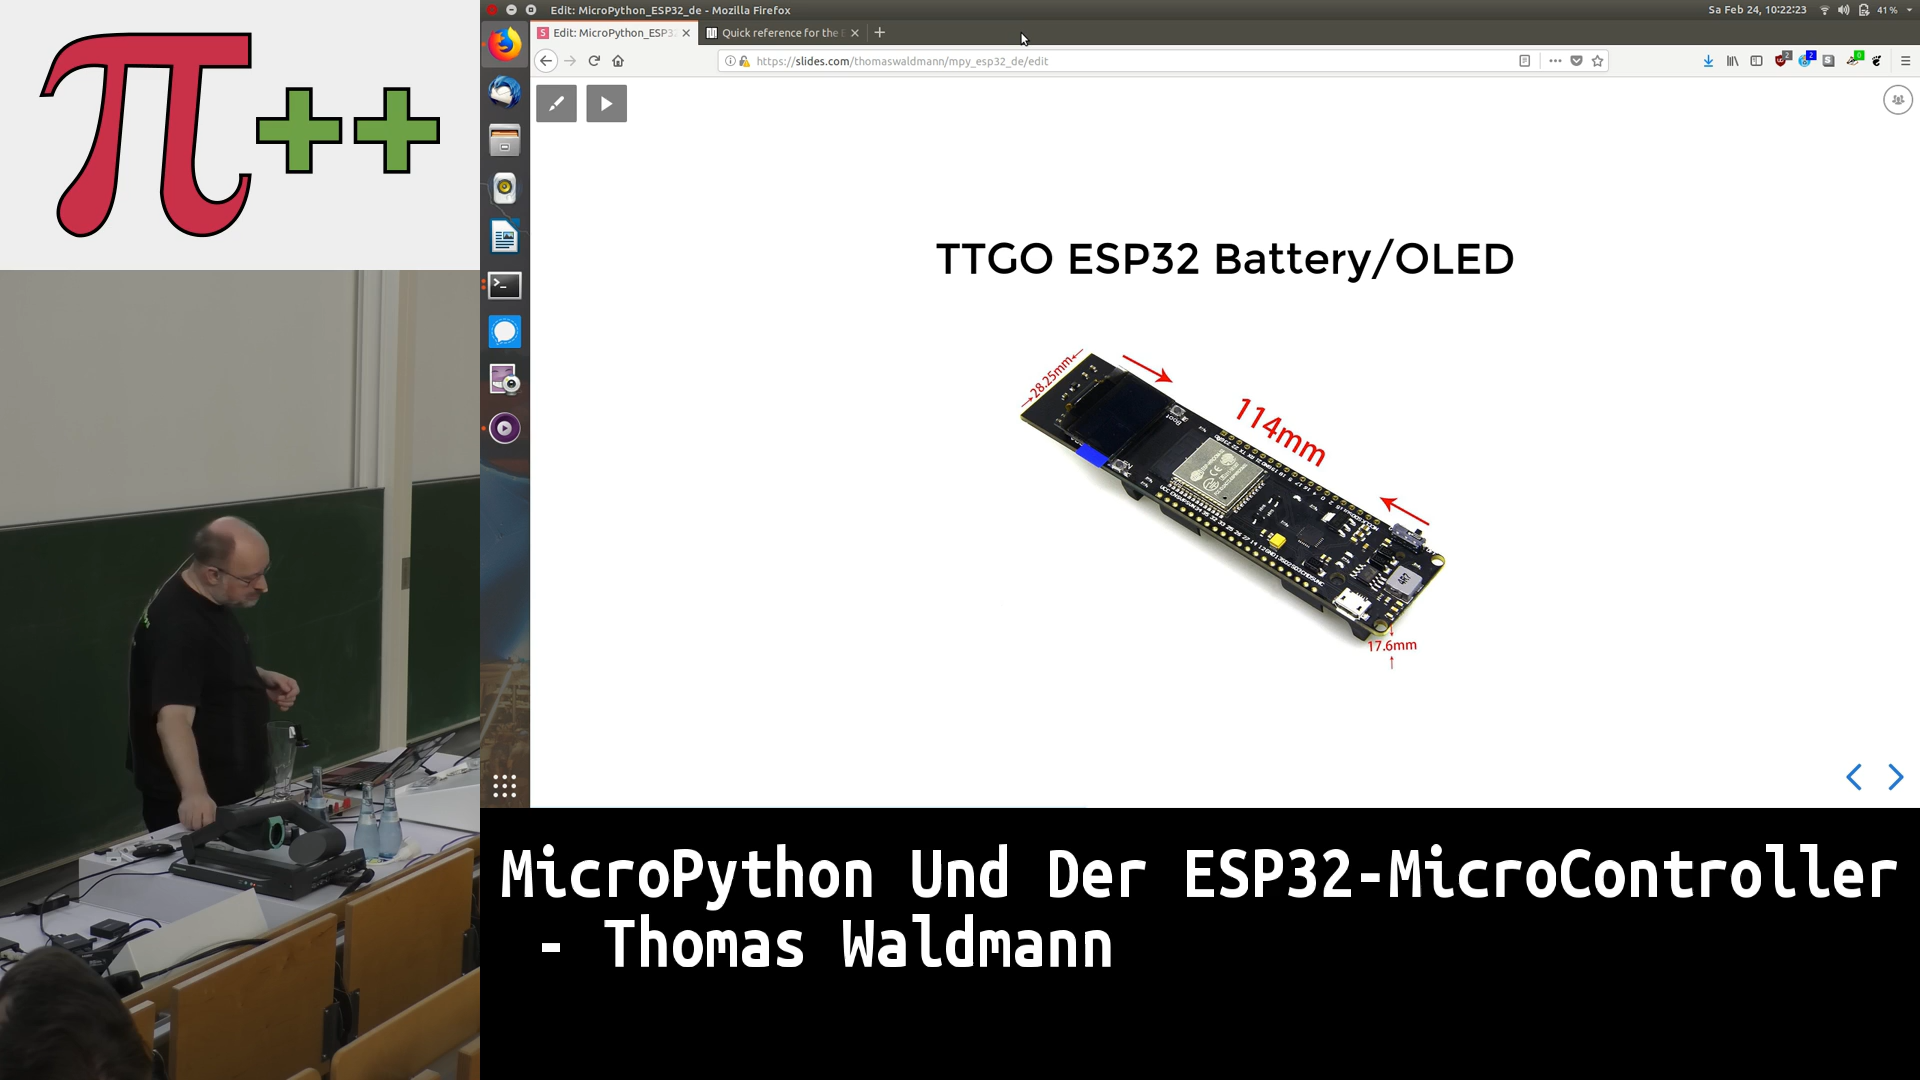 π++
Edit: MicroPython_ESP32_de - Mozilla Firefox
Sa Feb 24, 10:22:23
41 %
Edit: MicroPython_ESP32
Quick reference for the
https://slides.com/thomaswaldmann/mpy_esp32_de/edit
TTGO ESP32 Battery/OLED
28.25mm
114mm
4R7
17.6mm
MicroPython Und Der ESP32-MicroController
- Thomas Waldmann